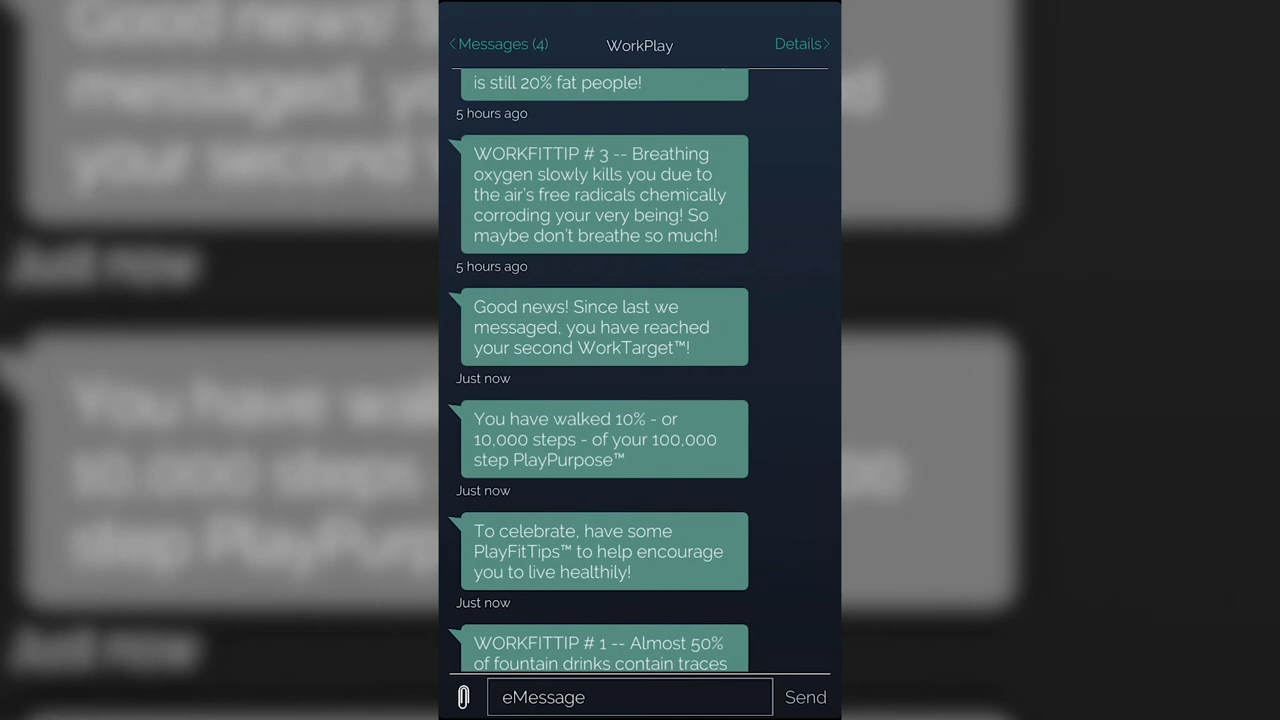 Messages (4)
WorkPlay
Details
is still 20% fat people!
5 hours ago
WORKFITTIP # 3 -- Breathing
oxygen slowly kills you due to
the air's free radicals chemically
corroding your very being! So
maybe don't breathe so much!
5 hours ago
Good news! Since last we
messaged, you have reached
your second WorkTarget™!
Just now
You have walked 10% - or
10,000 steps - of your 100,000
step PlayPurpose™
Just now
To celebrate, have some
PlayFitTips™ to help encourage
you to live healthily!
Just now
WORKFITTIP # 1 -- Almost 50%
of fountain drinks contain traces
eMessage
Send